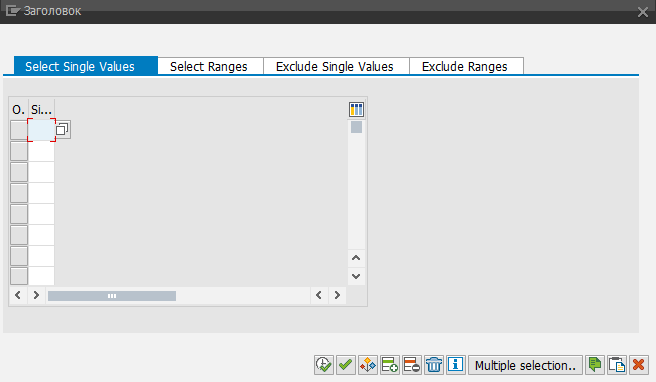 Заголовок
Select Single Values
Select Ranges
Exclude Single Values
Exclude Ranges
O.
Si...
Multiple selection..